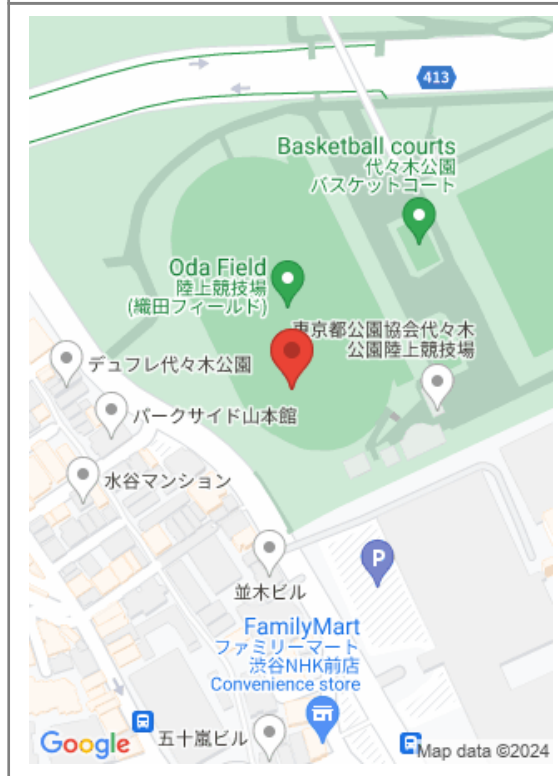 413
Basketball courts
代々木公園
バスケットコート
Oda Field
陸上競技場
(織田フィールド)
東京都公園協会代々木
公園陸上競技場
デュフレ代々木公園
パークサイド山本館
水谷マンション
P
並木ビル
FamilyMart
ファミリーマート
渋谷NHK前店
Convenience store
五十嵐ビル
Google
Map data ©2024